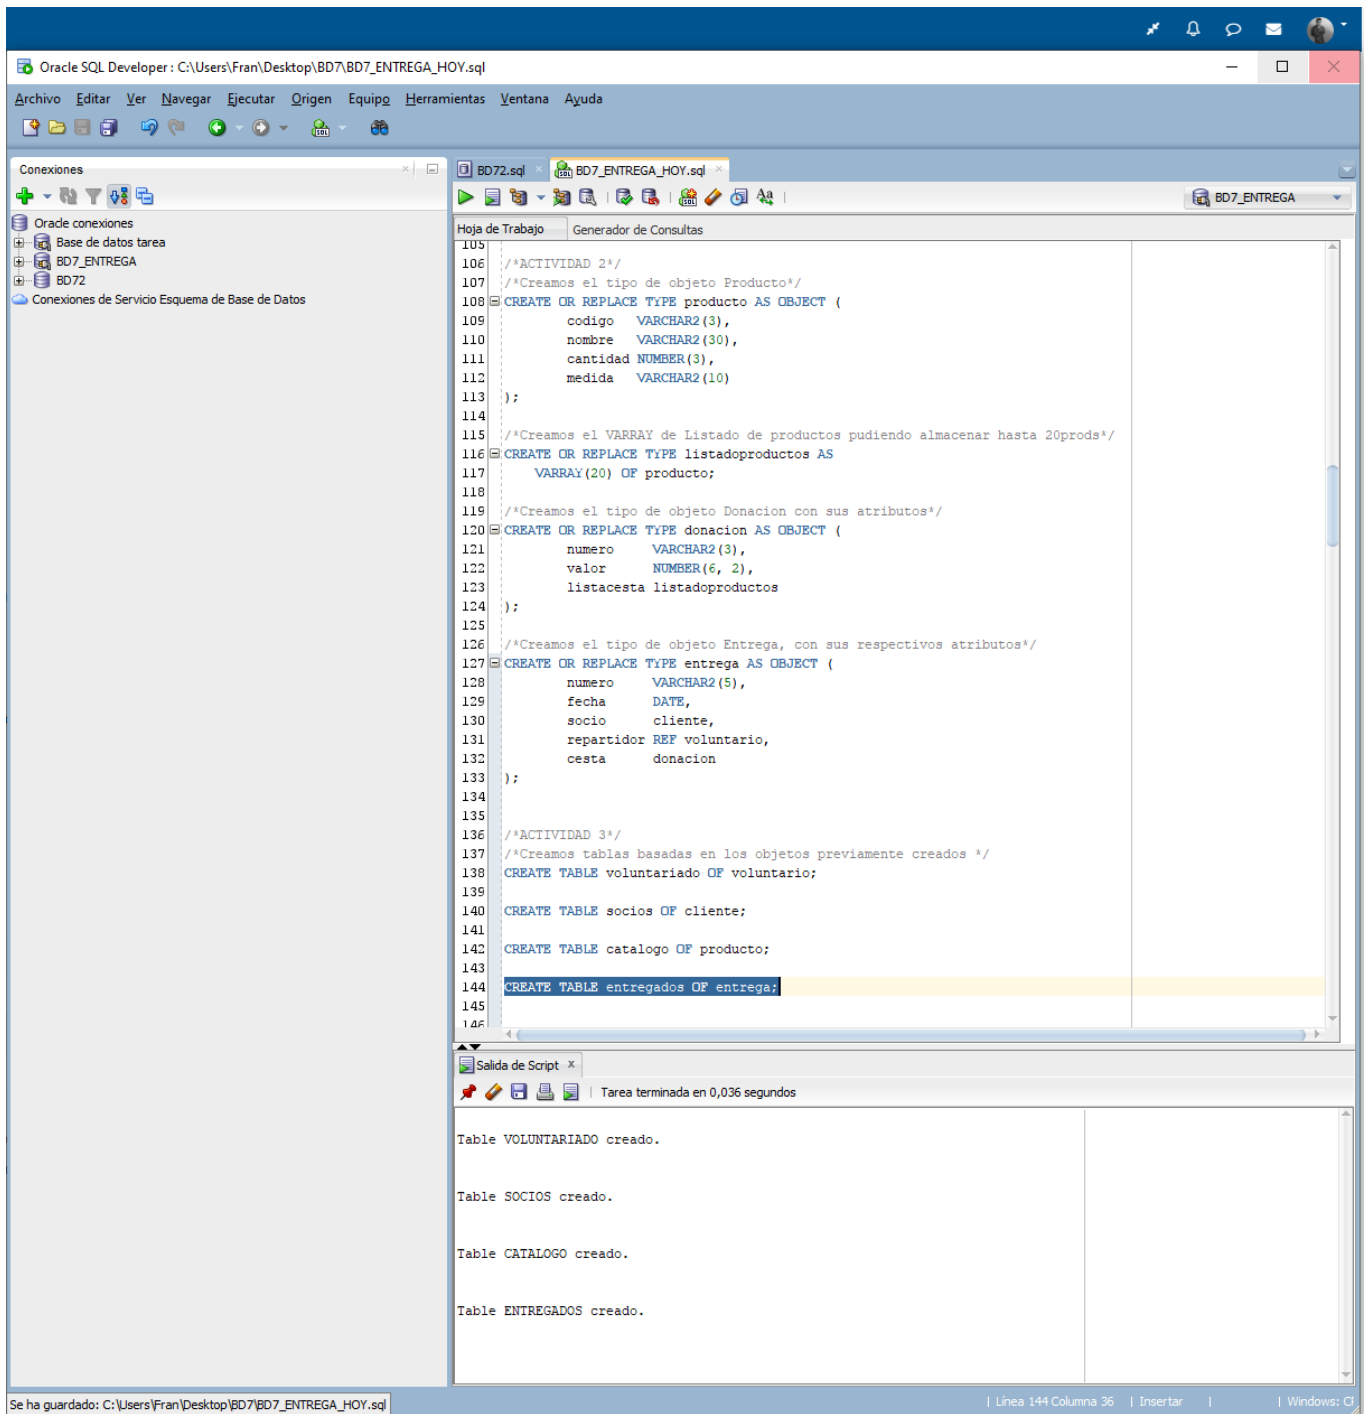 Oracle SQL Developer : C:\Users\Fran\Desktop\BD7\BD7_ENTREGA_HOY.sql
Archivo Editar Ver Navegar Ejecutar Origen Equipo Herramientas Ventana Ayuda
Conexiones
Oracle conexiones
Base de datos tarea
BD7_ENTREGA
BD72
Conexiones de Servicio Esquema de Base de Datos
BD72.sql BD7_ENTREGA_HOY.sql
BD7_ENTREGA
Hoja de Trabajo Generador de Consultas
105
106 /*ACTIVIDAD 2*/
107 /*Creamos el tipo de objeto Producto*/
108 CREATE OR REPLACE TYPE producto AS OBJECT (
109 codigo VARCHAR2(3),
110 nombre VARCHAR2(30),
111 cantidad NUMBER(3),
112 medida VARCHAR2(10)
113 );
114
115 /*Creamos el VARRAY de Listado de productos pudiendo almacenar hasta 20prods*/
116 CREATE OR REPLACE TYPE listadoproductos AS
117 VARRAY(20) OF producto;
118
119 /*Creamos el tipo de objeto Donacion con sus atributos*/
120 CREATE OR REPLACE TYPE donacion AS OBJECT (
121 numero VARCHAR2(3),
122 valor NUMBER(6, 2),
123 listacesta listadoproductos
124 );
125
126 /*Creamos el tipo de objeto Entrega, con sus respectivos atributos*/
127 CREATE OR REPLACE TYPE entrega AS OBJECT (
128 numero VARCHAR2(5),
129 fecha DATE,
130 socio cliente,
131 repartidor REF voluntario,
132 cesta donacion
133 );
134
135
136 /*ACTIVIDAD 3*/
137 /*Creamos tablas basadas en los objetos previamente creados */
138 CREATE TABLE voluntariado OF voluntario;
139
140 CREATE TABLE socios OF cliente;
141
142 CREATE TABLE catalogo OF producto;
143
144 CREATE TABLE entregados OF entrega;
145
146
Salida de Script x
Tarea terminada en 0,036 segundos
Table VOLUNTARIADO creado.
Table SOCIOS creado.
Table CATALOGO creado.
Table ENTREGADOS creado.
Se ha guardado: C:\Users\Fran\Desktop\BD7\BD7_ENTREGA_HOY.sql | Línea 144 Columna 36 | Insertar | | Windows: CF